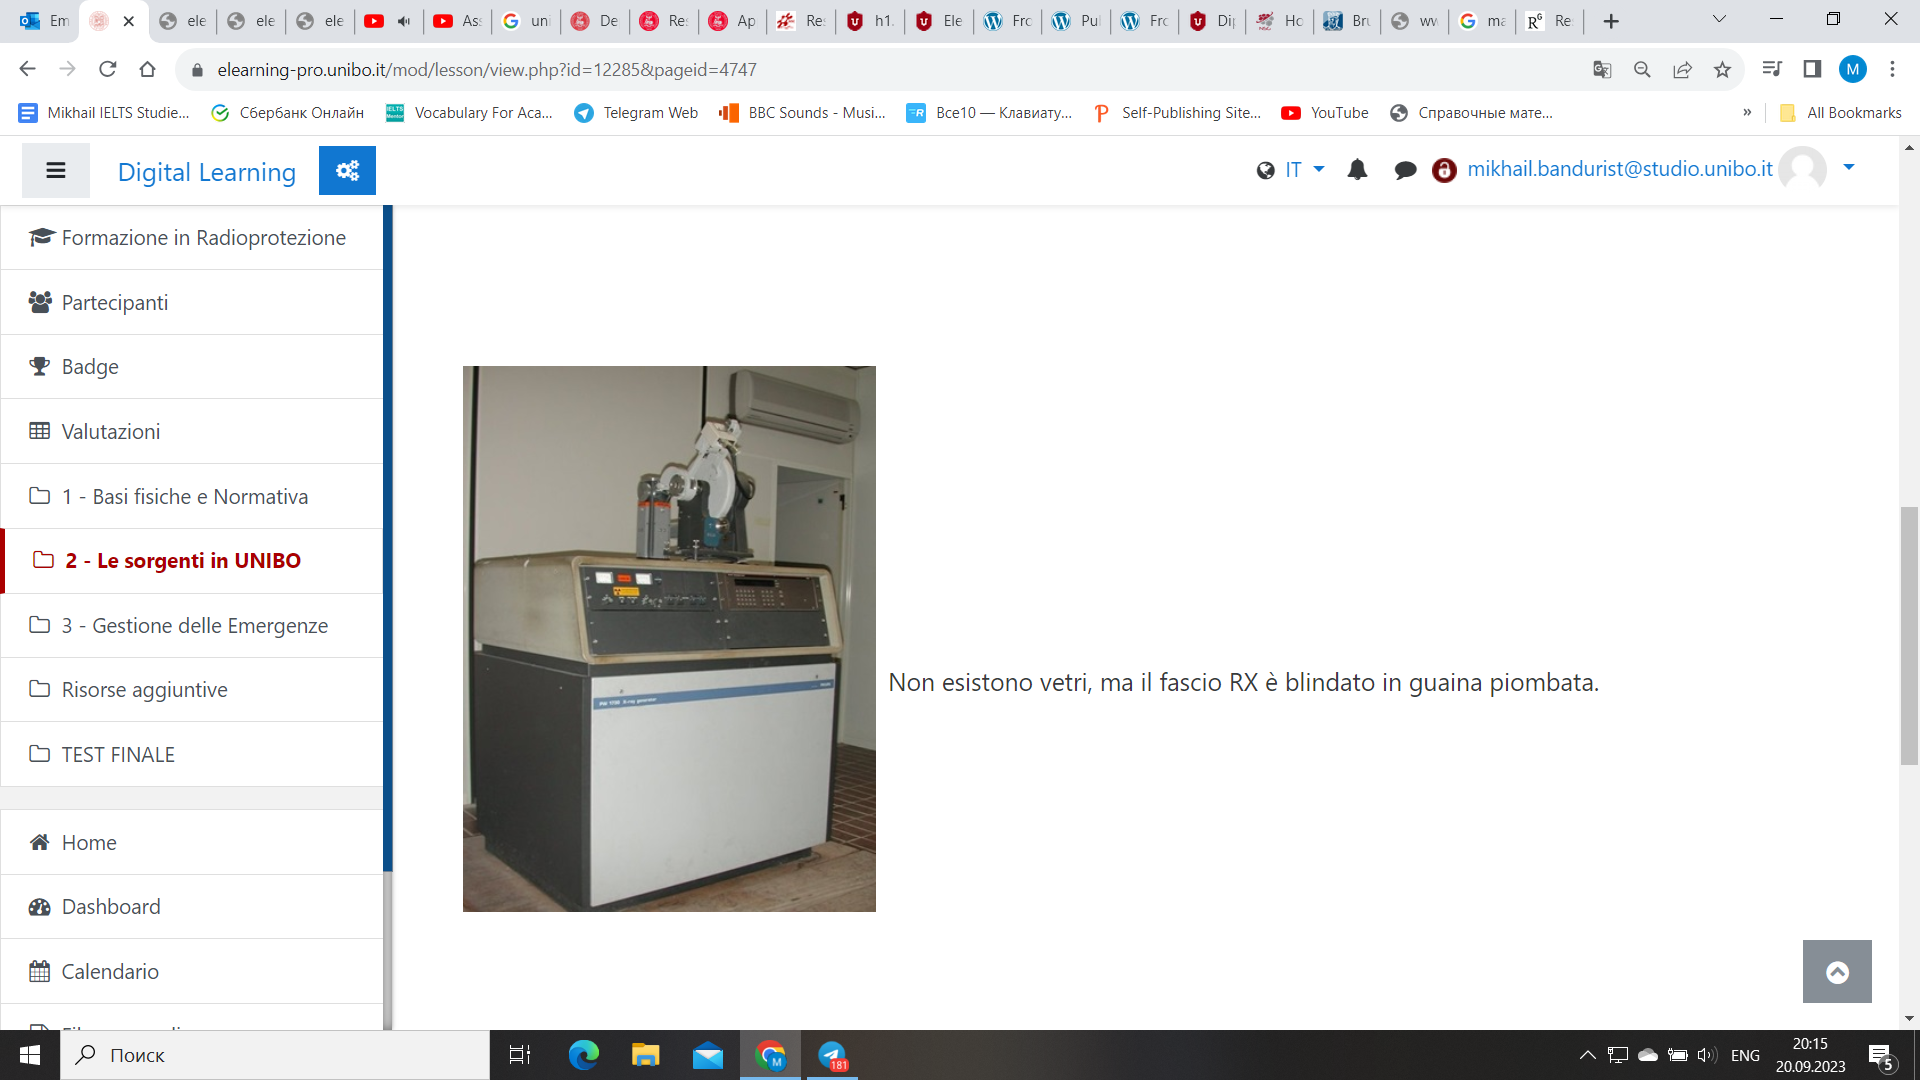 Em
ele
ele
ele
Ass
uni
De
Res
Ap
Res
h1.
Ele
Fro
Pul
Fro
Dip
Ho
Bru
ww
ma
Re
elearning-pro.unibo.it/mod/lesson/view.php?id=12285&pageid=4747
M
Mikhail IELTS Studie...
Сбербанк Онлайн
Vocabulary For Aca...
Telegram Web
BBC Sounds - Musi...
Все10 — Клавиату...
Self-Publishing Site...
YouTube
Справочные мате...
»
All Bookmarks
Digital Learning
IT
mikhail.bandurist@studio.unibo.it
Formazione in Radioprotezione
Partecipanti
Badge
Valutazioni
1 - Basi fisiche e Normativa
2 - Le sorgenti in UNIBO
3 - Gestione delle Emergenze
Risorse aggiuntive
TEST FINALE
Home
Dashboard
Calendario
Non esistono vetri, ma il fascio RX è blindato in guaina piombata.
Поиск
M
181
ENG
20:15
20.09.2023
5